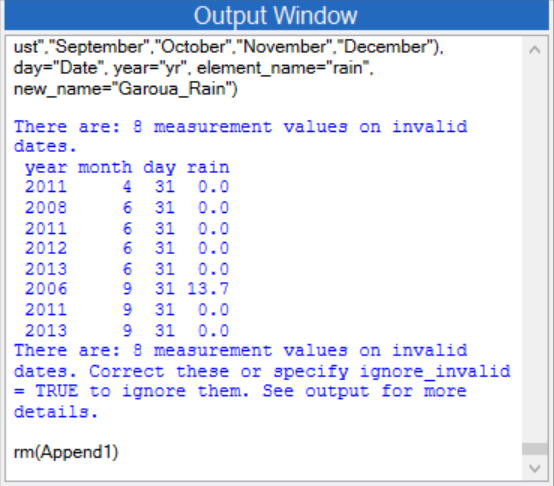 Output Window
ust","September","October","November","December"),
day="Date", year="yr", element_name="rain",
new_name="Garoua_Rain")
There are: 8 measurement values on invalid
dates.
year month day rain
2011 4 31 0.0
2008 6 31 0.0
2011 6 31 0.0
2012 6 31 0.0
2013 6 31 0.0
2006 9 31 13.7
2011 9 31 0.0
2013 9 31 0.0
There are: 8 measurement values on invalid
dates. Correct these or specify ignore_invalid
= TRUE to ignore them. See output for more
details.
rm(Append1)